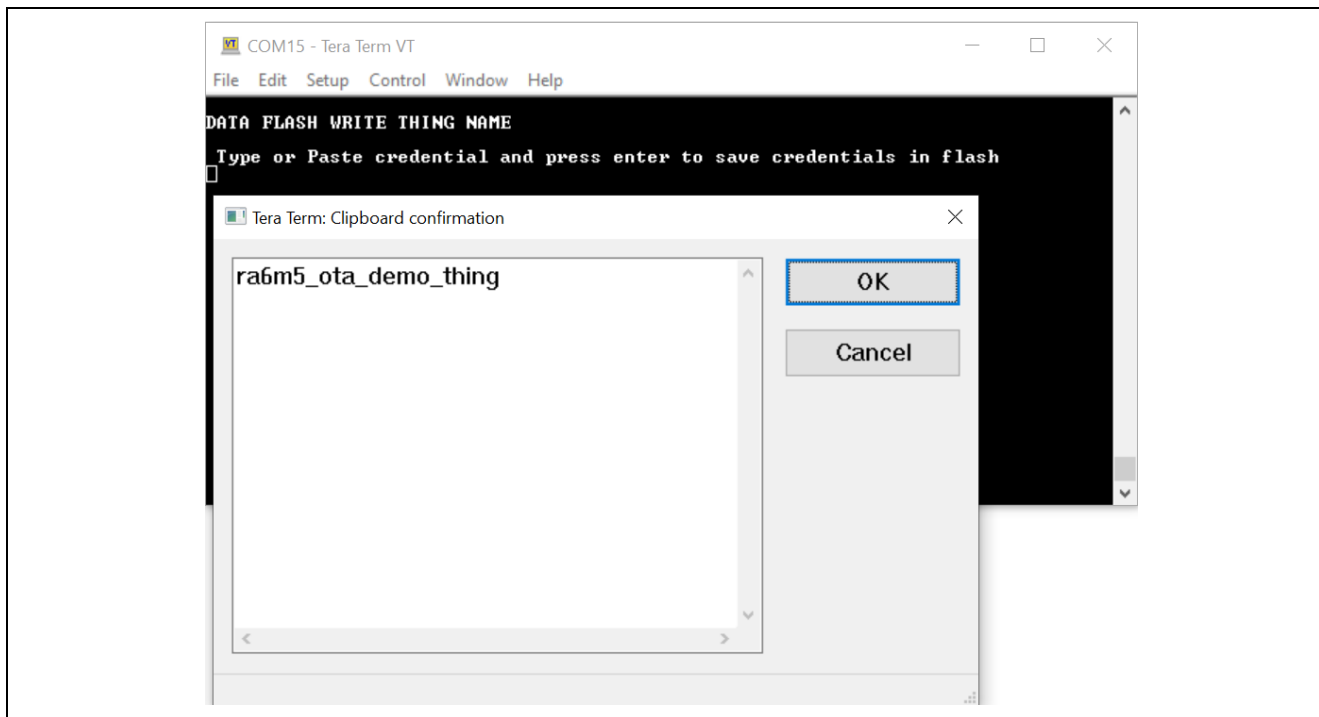 COM15 - Tera Term VT
File Edit Setup Control Window Help
DATA FLASH WRITE THING NAME
Type or Paste credential and press enter to save credentials in flash
Tera Term: Clipboard confirmation
ra6m5_ota_demo_thing
OK
Cancel